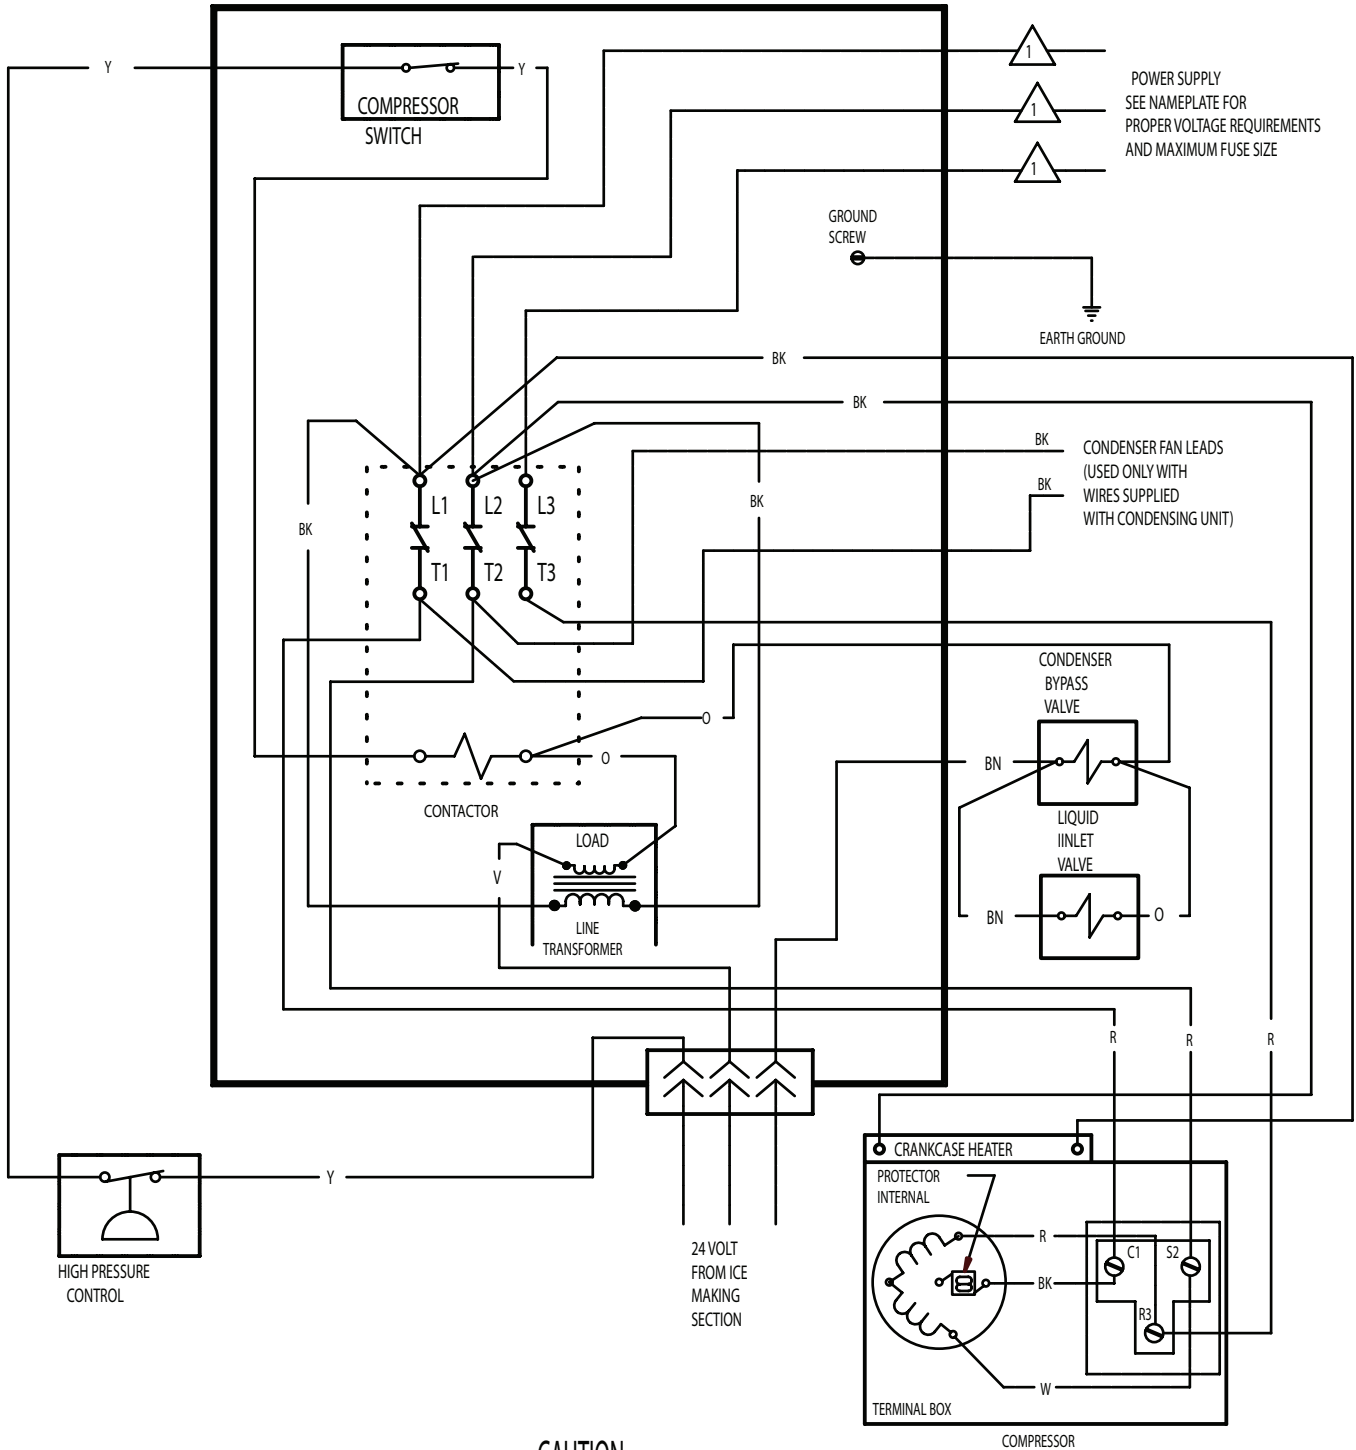 Y
COMPRESSOR
SWITCH
Y
1
1
1
POWER SUPPLY
SEE NAMEPLATE FOR
PROPER VOLTAGE REQUIREMENTS
AND MAXIMUM FUSE SIZE
GROUND
SCREW
EARTH GROUND
BK
BK
BK
BK
CONDENSER FAN LEADS
(USED ONLY WITH
WIRES SUPPLIED
WITH CONDENSING UNIT)
BK
BK
L1
L2
L3
T1
T2
T3
O
O
CONTACTOR
CONDENSER
BYPASS
VALVE
BN
LIQUID
IINLET
VALVE
BN
O
LOAD
V
LINE
TRANSFORMER
R
R
R
Y
HIGH PRESSURE
CONTROL
24 VOLT
FROM ICE
MAKING
SECTION
CRANKCASE HEATER
PROTECTOR
INTERNAL
R
BK
C1
S2
R3
W
TERMINAL BOX
COMPRESSOR
CAUTION